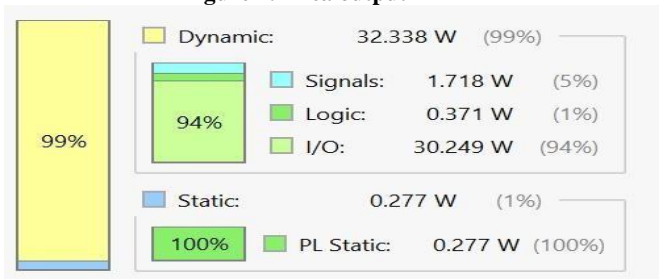 Dynamic: 32.338 W (99%)
Signals: 1.718 W (5%)
94%
Logic: 0.371 W (1%)
99%
I/O: 30.249 W (94%)
Static: 0.277 W (1%)
100%
PL Static: 0.277 W (100%)